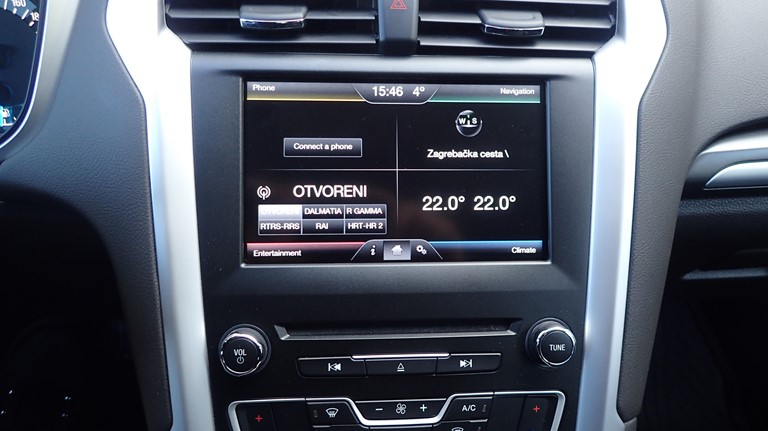 160
Phone 15:46 4° Navigation
W S
Connect a phone
Zagrebačka cesta \
OTVORENI
22.0° 22.0°
DALMATIA R GAMMA
RTRS-RRS RAI HRT-HR 2
i
Entertainment Climate
VOL TUNE
- + A/C
+ +